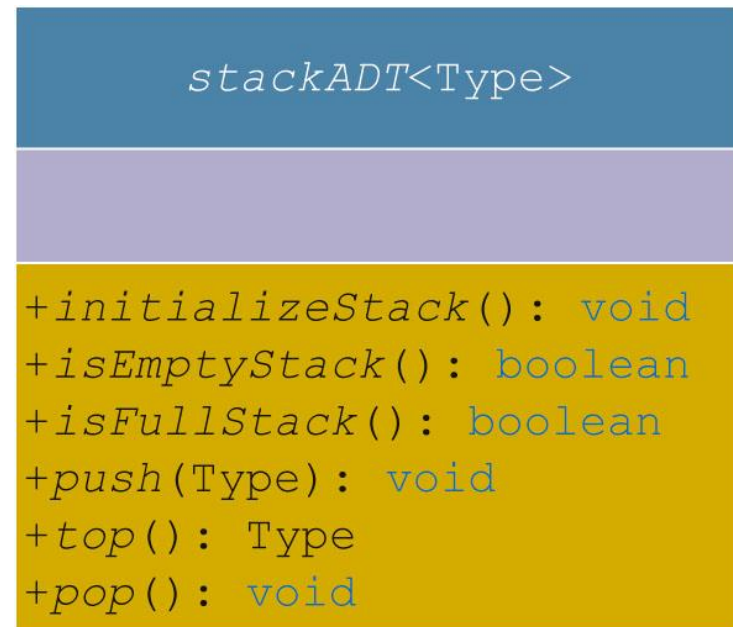 stackADT<Type>
+initializeStack(): void
+isEmptyStack(): boolean
+isFullStack(): boolean
+push(Type): void
+top(): Type
+pop(): void